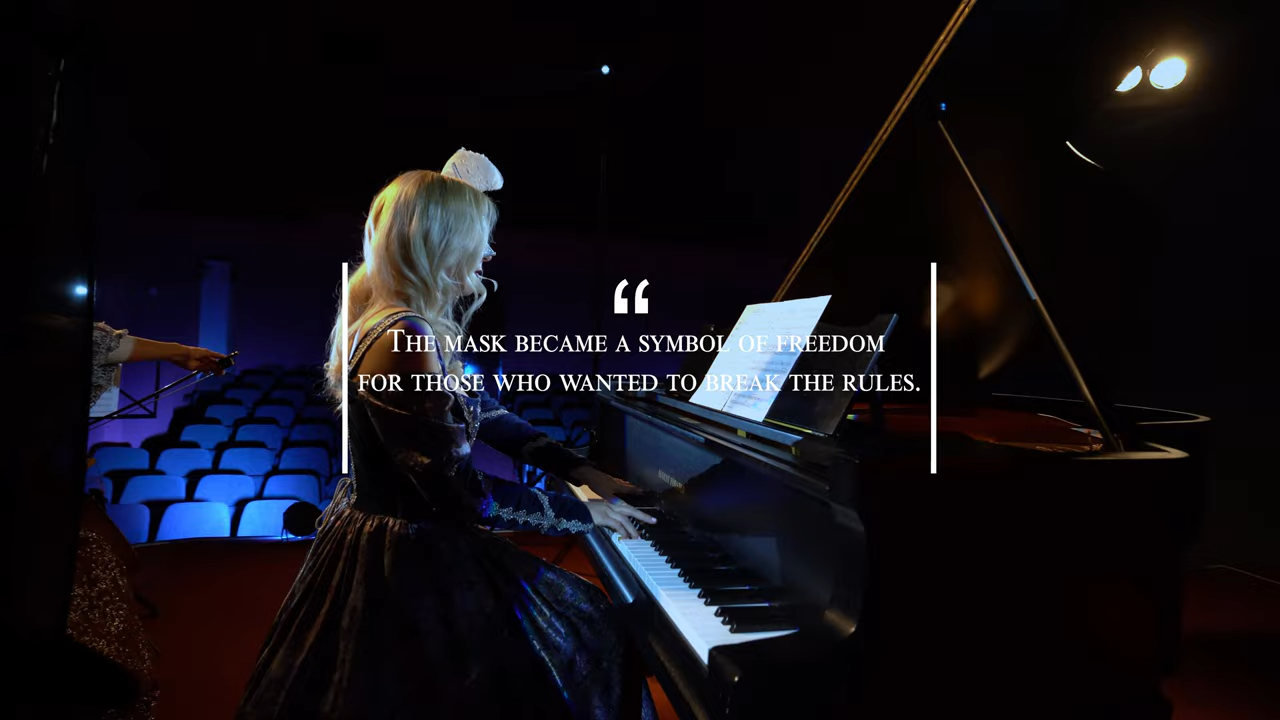 “
The mask became a symbol of freedom
for those who wanted to break the rules.